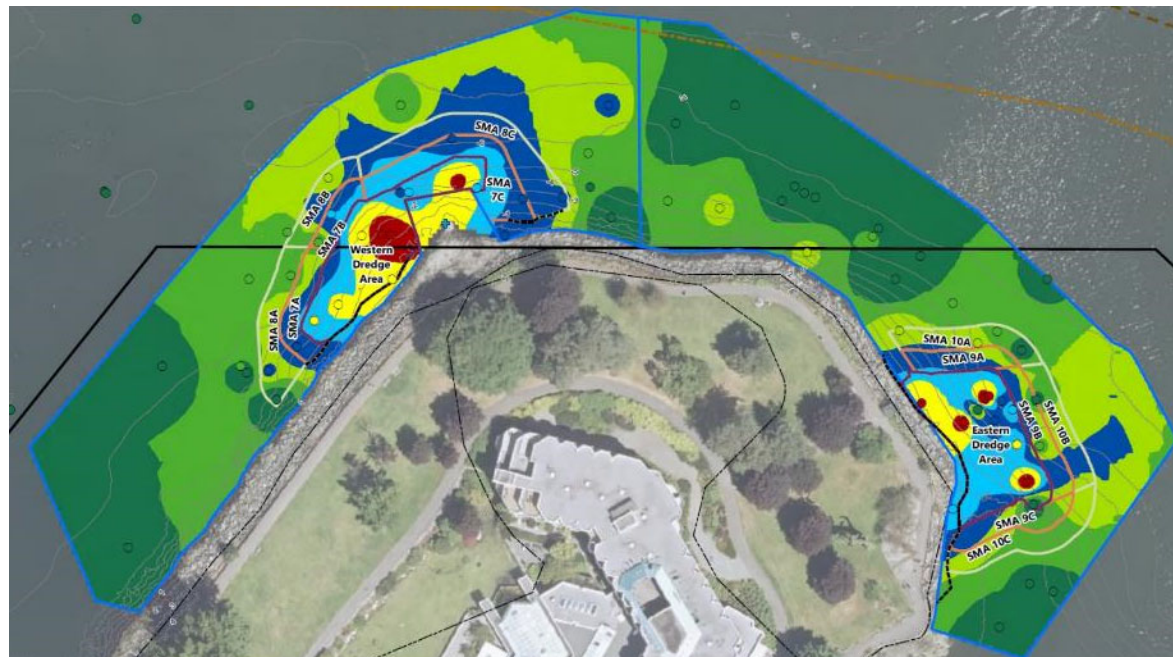 SMA 8C
SMA 8B
SMA 7C
SMA 7B
Western
Dredge
Area
SMA 7A
SMA 8A
SMA 10A
SMA 9A
SMA 9B
SMA 10B
Eastern
Dredge
Area
SMA 9C
SMA 10C